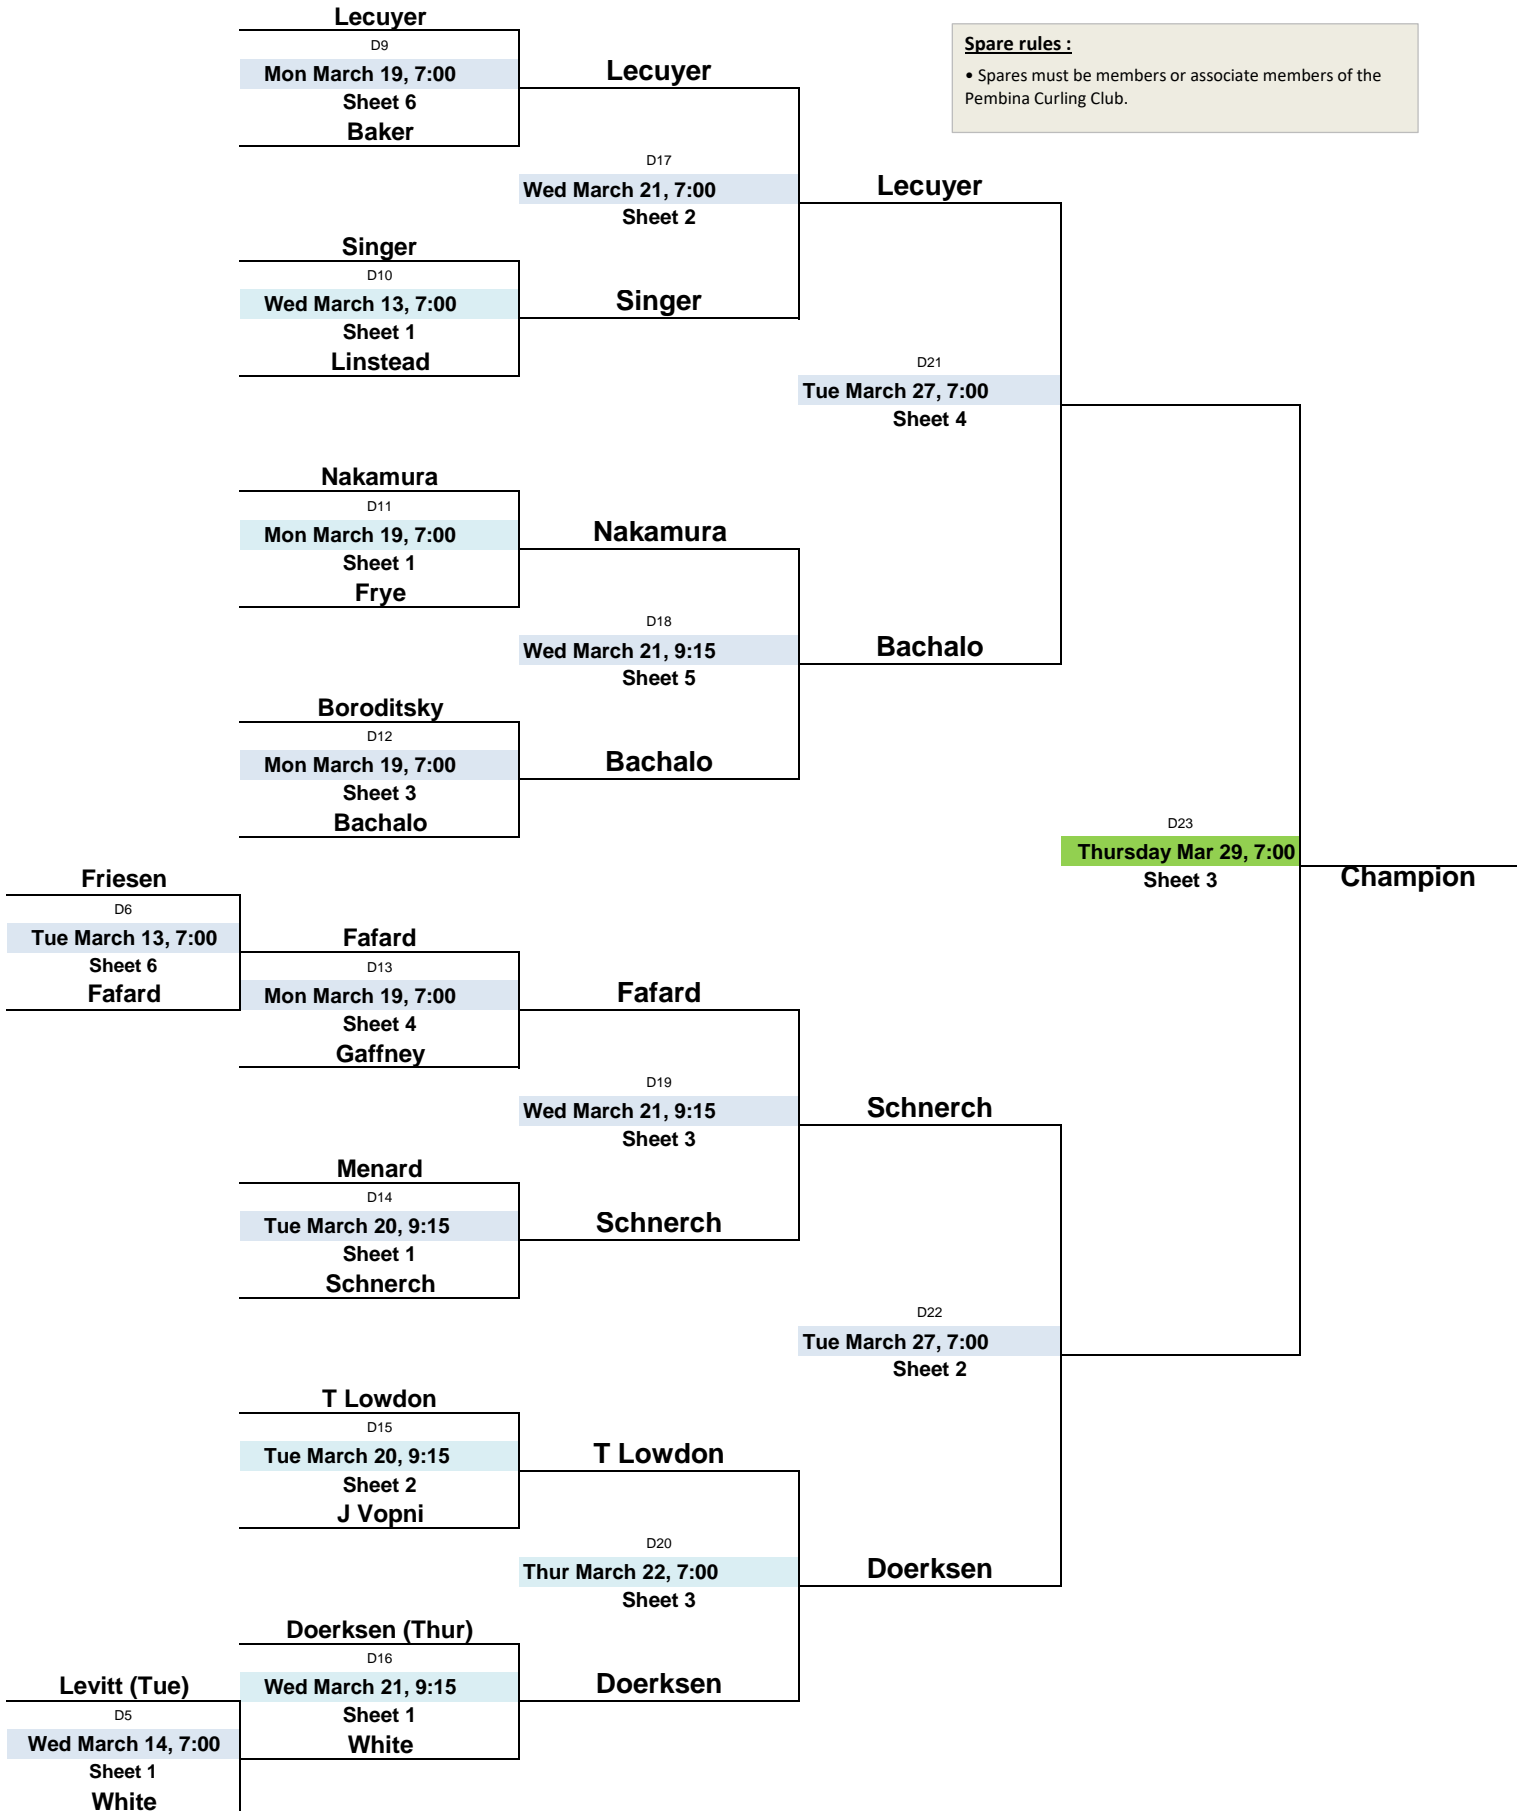 Lecuyer
D9
Mon March 19, 7:00
Sheet 6
Baker
Lecuyer
Spare rules :
• Spares must be members or associate members of the
Pembina Curling Club.
D17
Wed March 21, 7:00
Sheet 2
Lecuyer
Singer
D10
Wed March 13, 7:00
Sheet 1
Linstead
Singer
D21
Tue March 27, 7:00
Sheet 4
Nakamura
D11
Mon March 19, 7:00
Sheet 1
Frye
Nakamura
D18
Wed March 21, 9:15
Sheet 5
Bachalo
Boroditsky
D12
Mon March 19, 7:00
Sheet 3
Bachalo
Bachalo
D23
Thursday Mar 29, 7:00
Sheet 3
Champion
Friesen
D6
Tue March 13, 7:00
Sheet 6
Fafard
Fafard
D13
Mon March 19, 7:00
Sheet 4
Gaffney
Fafard
D19
Wed March 21, 9:15
Sheet 3
Schnerch
Menard
D14
Tue March 20, 9:15
Sheet 1
Schnerch
Schnerch
D22
Tue March 27, 7:00
Sheet 2
T Lowdon
D15
Tue March 20, 9:15
Sheet 2
J Vopni
T Lowdon
D20
Thur March 22, 7:00
Sheet 3
Doerksen
Doerksen (Thur)
D16
Wed March 21, 9:15
Sheet 1
White
Doerksen
Levitt (Tue)
D5
Wed March 14, 7:00
Sheet 1
White